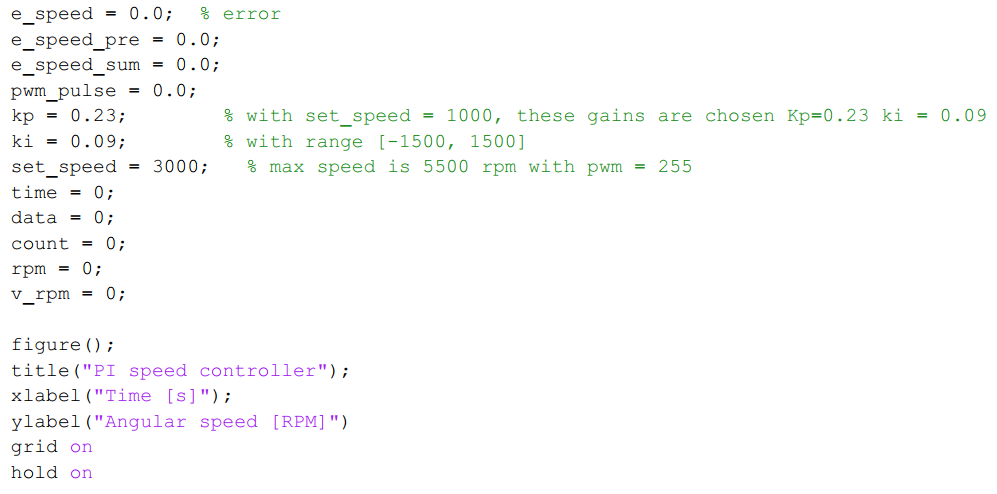 e_speed = 0.0;  % error
e_speed_pre = 0.0;
e_speed_sum = 0.0;
pwm_pulse = 0.0;
kp = 0.23;        % with set_speed = 1000, these gains are chosen Kp=0.23 ki = 0.09
ki = 0.09;        % with range [-1500, 1500]
set_speed = 3000;   % max speed is 5500 rpm with pwm = 255
time = 0;
data = 0;
count = 0;
rpm = 0;
v_rpm = 0;

figure();
title("PI speed controller");
xlabel("Time [s]");
ylabel("Angular speed [RPM]")
grid on
hold on